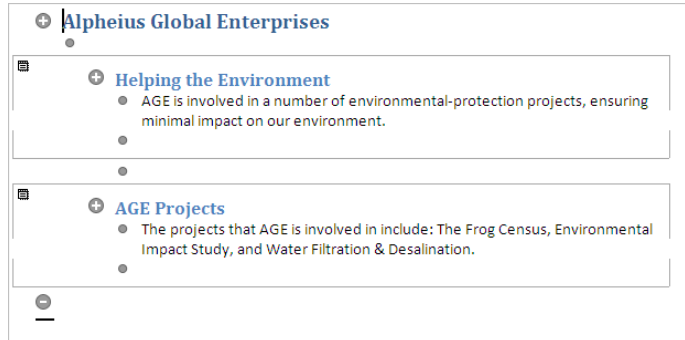 Alpheius Global Enterprises
Helping the Environment
AGE is involved in a number of environmental-protection projects, ensuring
minimal impact on our environment.
AGE Projects
The projects that AGE is involved in include: The Frog Census, Environmental
Impact Study, and Water Filtration & Desalination.